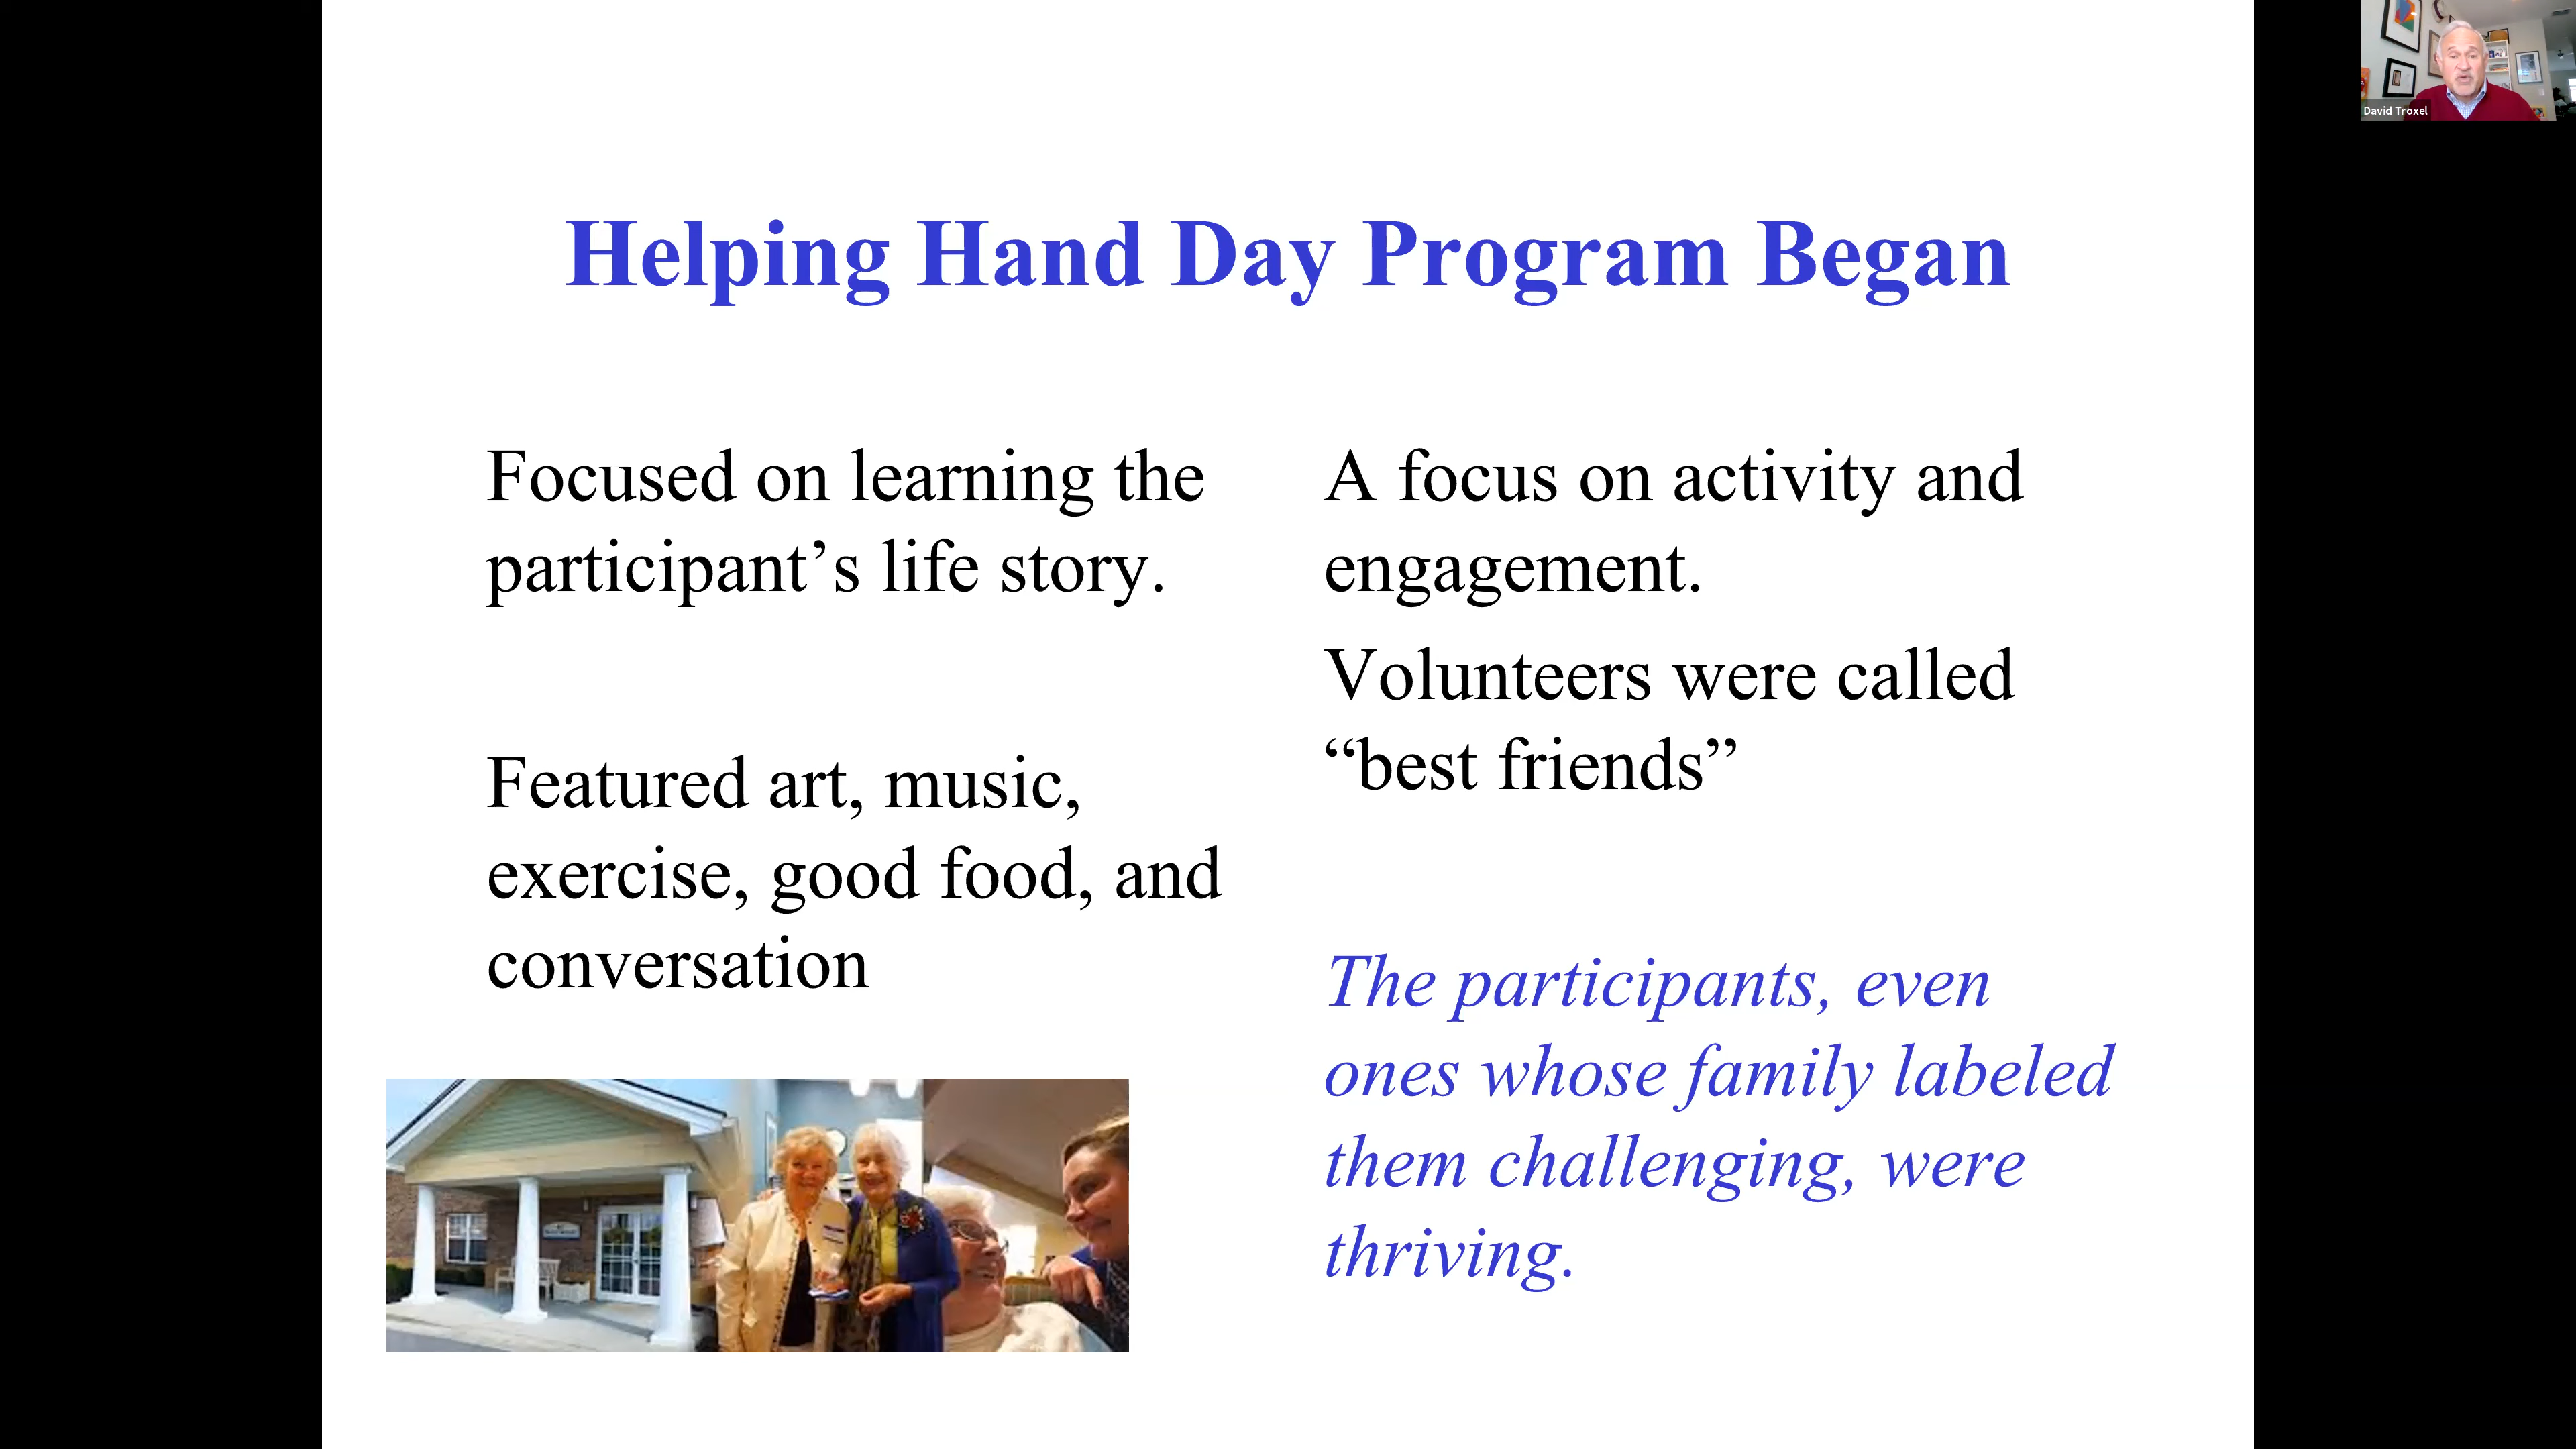 Helping Hand Day Program Began
Focused on learning the
participant’s life story.
Featured art, music,
exercise, good food, and
conversation
A focus on activity and
engagement.
Volunteers were called
“best friends”
The participants, even
ones whose family labeled
them challenging, were
thriving.
David Troxel